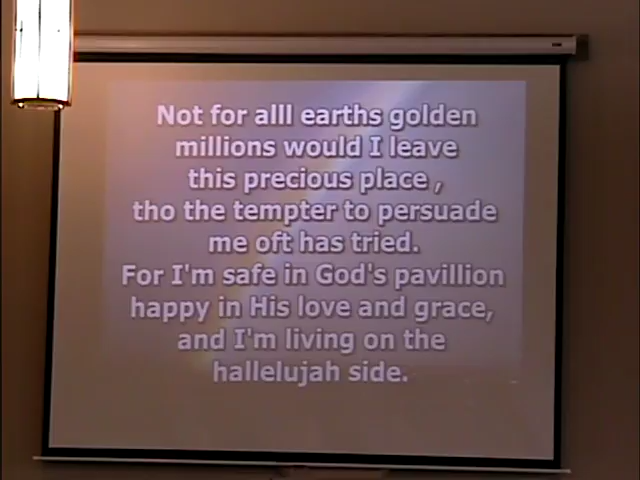 Not for alll earths golden
millions would I leave
this precious place ,
tho the tempter to persuade
me oft has tried.
For I'm safe in God's pavillion
happy in His love and grace,
and I'm living on the
hallelujah side.